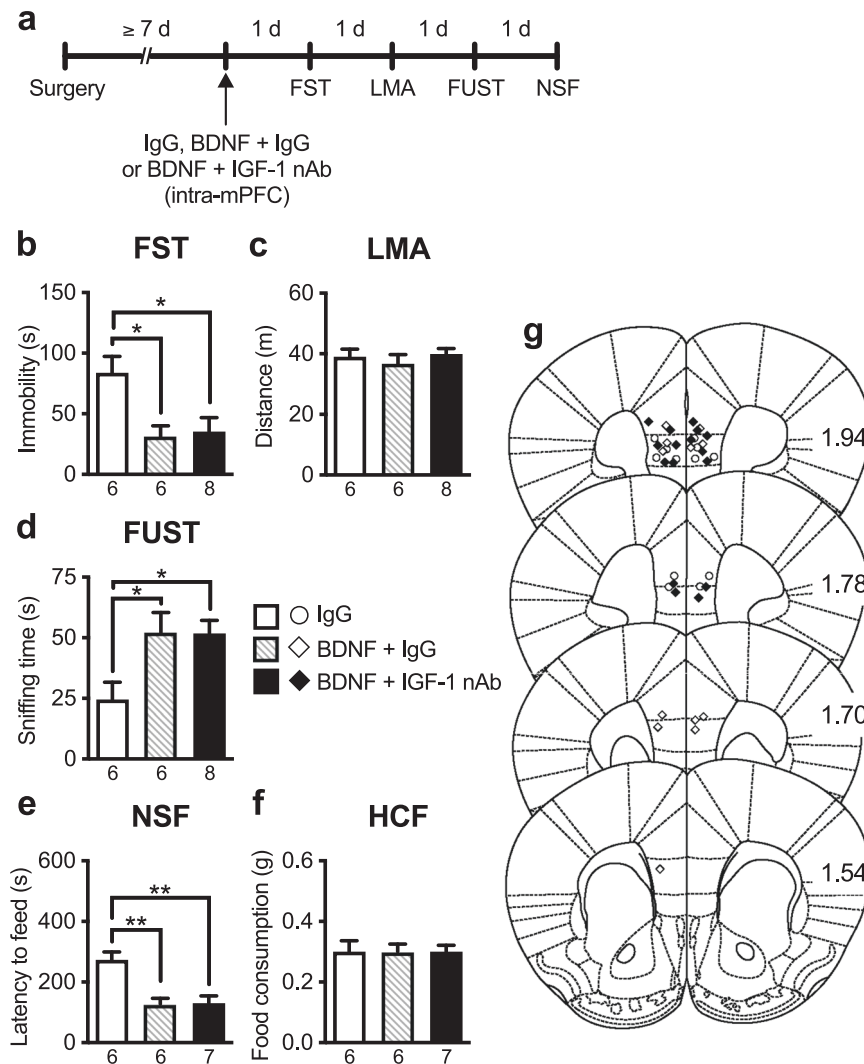 a
≥ 7 d 1 d 1 d 1 d 1 d
Surgery FST LMA FUST NSF
IgG, BDNF + IgG
or BDNF + IGF-1 nAb
(intra-mPFC)
b FST
Immobility (s)
150
100
50
0
* *
6 6 8
c LMA
Distance (m)
60
40
20
0
6 6 8
d FUST
Sniffing time (s)
75
50
25
0
* *
6 6 8
IgG
BDNF + IgG
BDNF + IGF-1 nAb
e NSF
Latency to feed (s)
600
400
200
0
** **
6 6 7
f HCF
Food consumption (g)
0.6
0.4
0.2
0.0
6 6 7
g
1.94
1.78
1.70
1.54